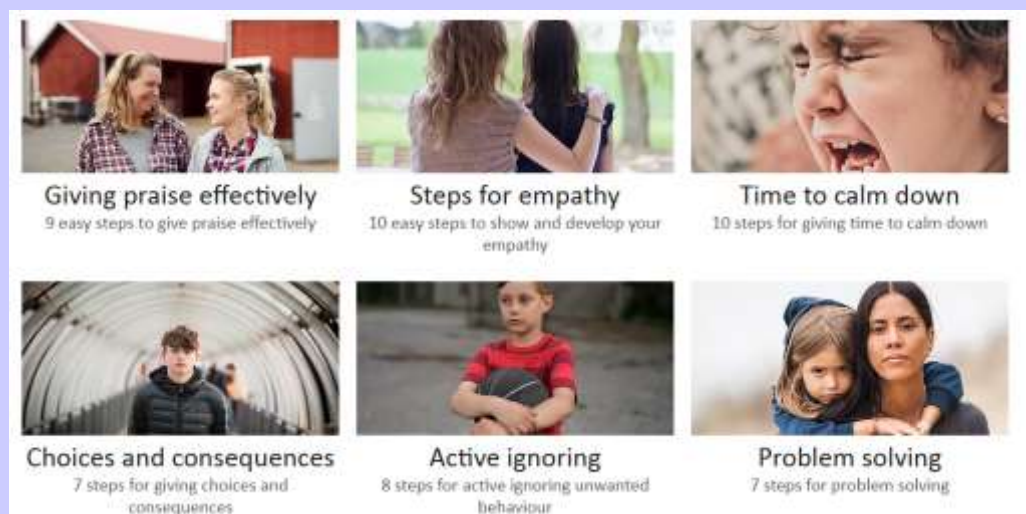 Giving praise effectively
9 easy steps to give praise effectively
Steps for empathy
10 easy steps to show and develop your
empathy
Time to calm down
10 steps for giving time to calm down
Choices and consequences
7 steps for giving choices and
consequences
Active ignoring
8 steps for active ignoring unwanted
behaviour
Problem solving
7 steps for problem solving